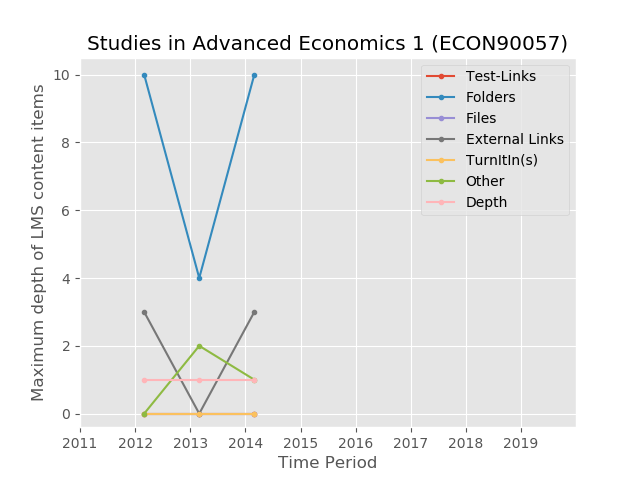 Studies in Advanced Economics 1 (ECON90057)
Maximum depth of LMS content items
10
8
6
4
2
0
Test-Links
Folders
Files
External Links
TurnItIn(s)
Other
Depth
2011 2012 2013 2014 2015 2016 2017 2018 2019
Time Period